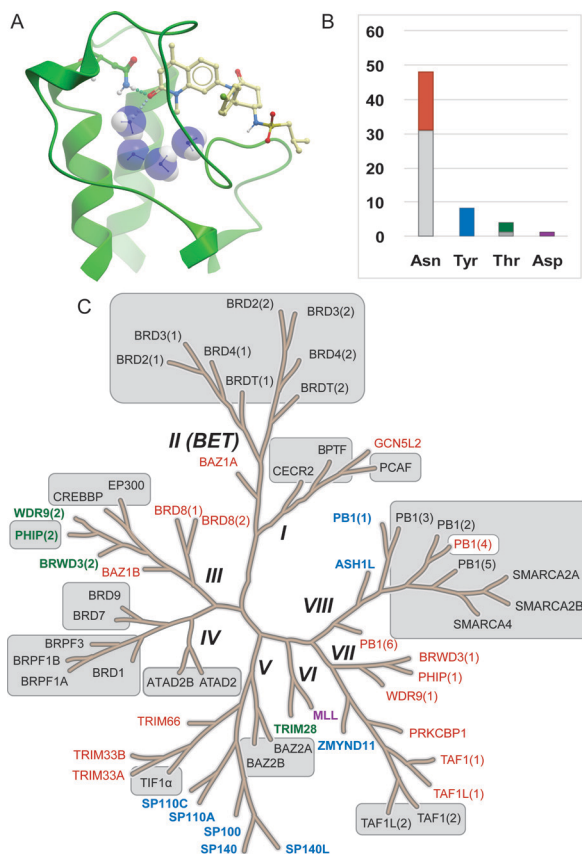 A
B
60
50
40
30
20
10
0
Asn Tyr Thr Asp
C
BRD2(2)
BRD3(2)
BRD3(1)
BRD4(1)
BRD2(1)
BRD4(2)
BRDT(1)
BRDT(2)
II (BET)
GCN5L2
BPTF
BAZ1A
CECR2
PCAF
EP300
CREBBP
WDR9(2)
BRD8(1)
BRD8(2)
I
PB1(1)
PB1(3)
PB1(2)
PHIP(2)
PB1(4)
BRWD3(2)
ASH1L
PB1(5)
BAZ1B
III
SMARCA2A
BRD9
VIII
SMARCA2B
BRD7
SMARCA4
BRPF3
IV
PB1(6)
BRPF1B
BRD1
V
VI
VII
BRWD3(1)
BRPF1A
ATAD2B
ATAD2
PHIP(1)
WDR9(1)
MLL
TRIM66
TRIM28
PRKCBP1
BAZ2A
ZMYND11
TRIM33B
BAZ2B
TAF1(1)
TRIM33A
TIF1α
TAF1L(1)
SP110C
SP110A
TAF1L(2)
TAF1(2)
SP100
SP140
SP140L